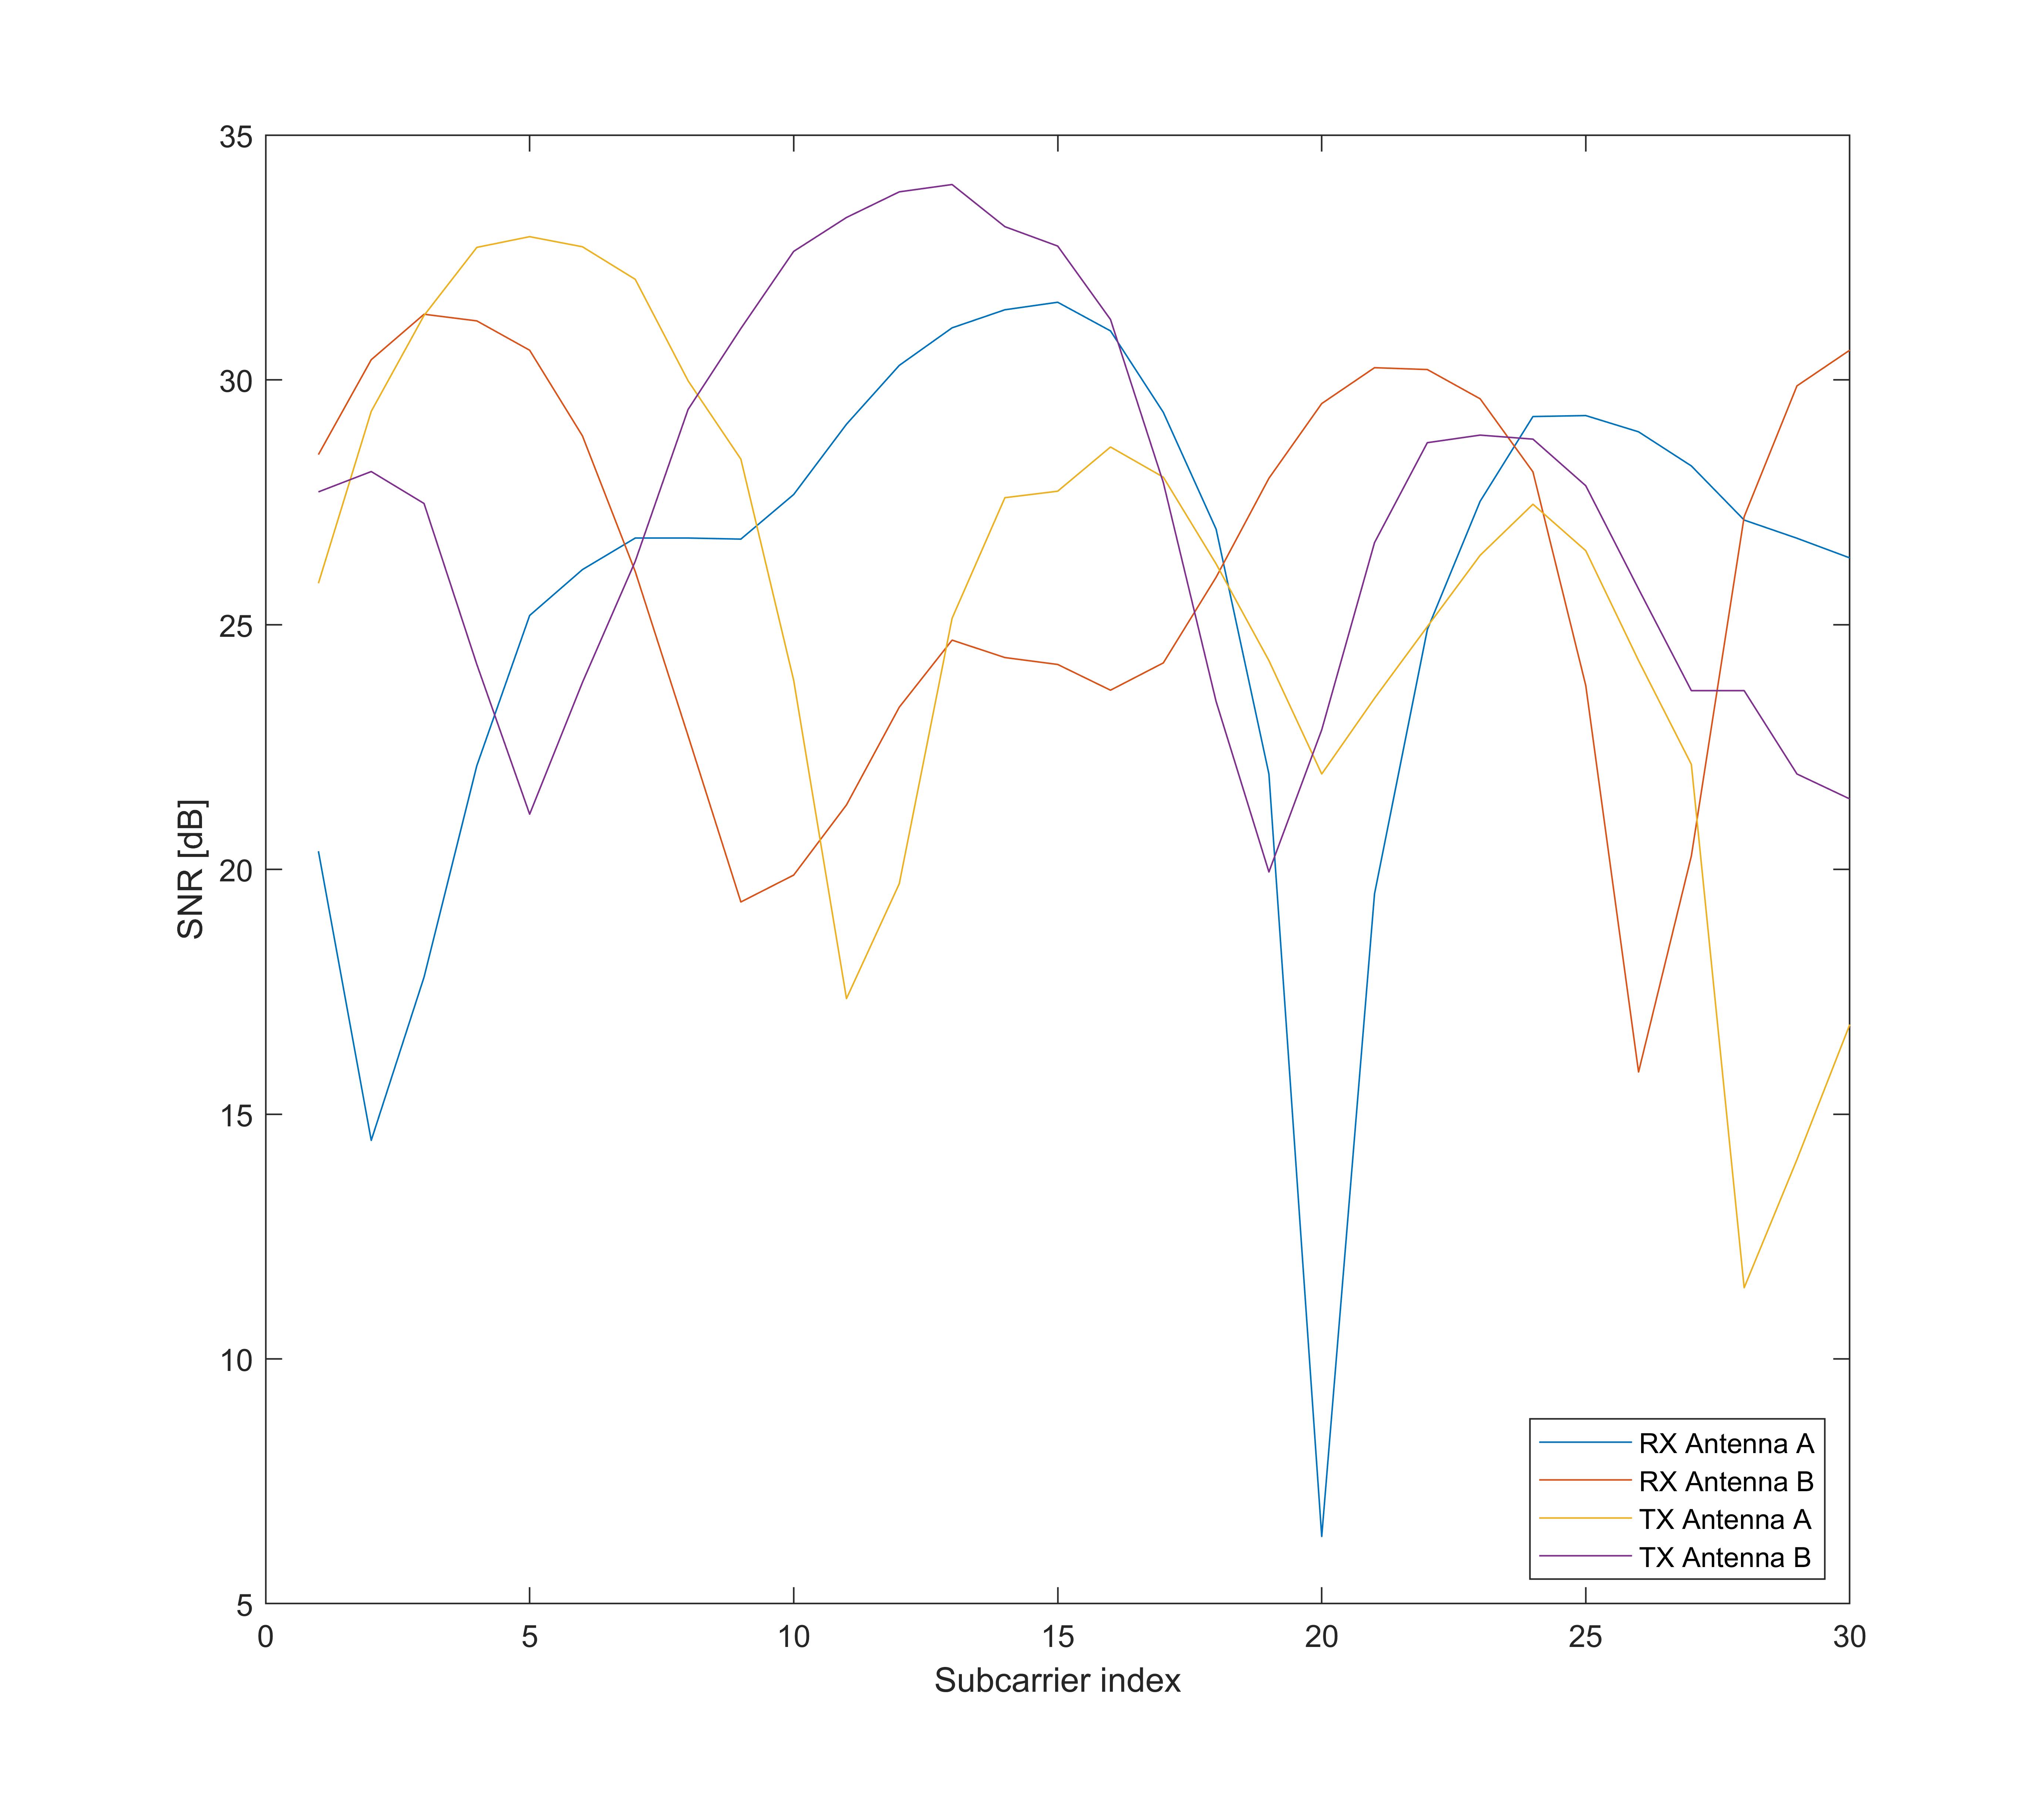 35
30
25
20
15
10
5
SNR [dB]
0 5 10 15 20 25 30
Subcarrier index
RX Antenna A
RX Antenna B
TX Antenna A
TX Antenna B